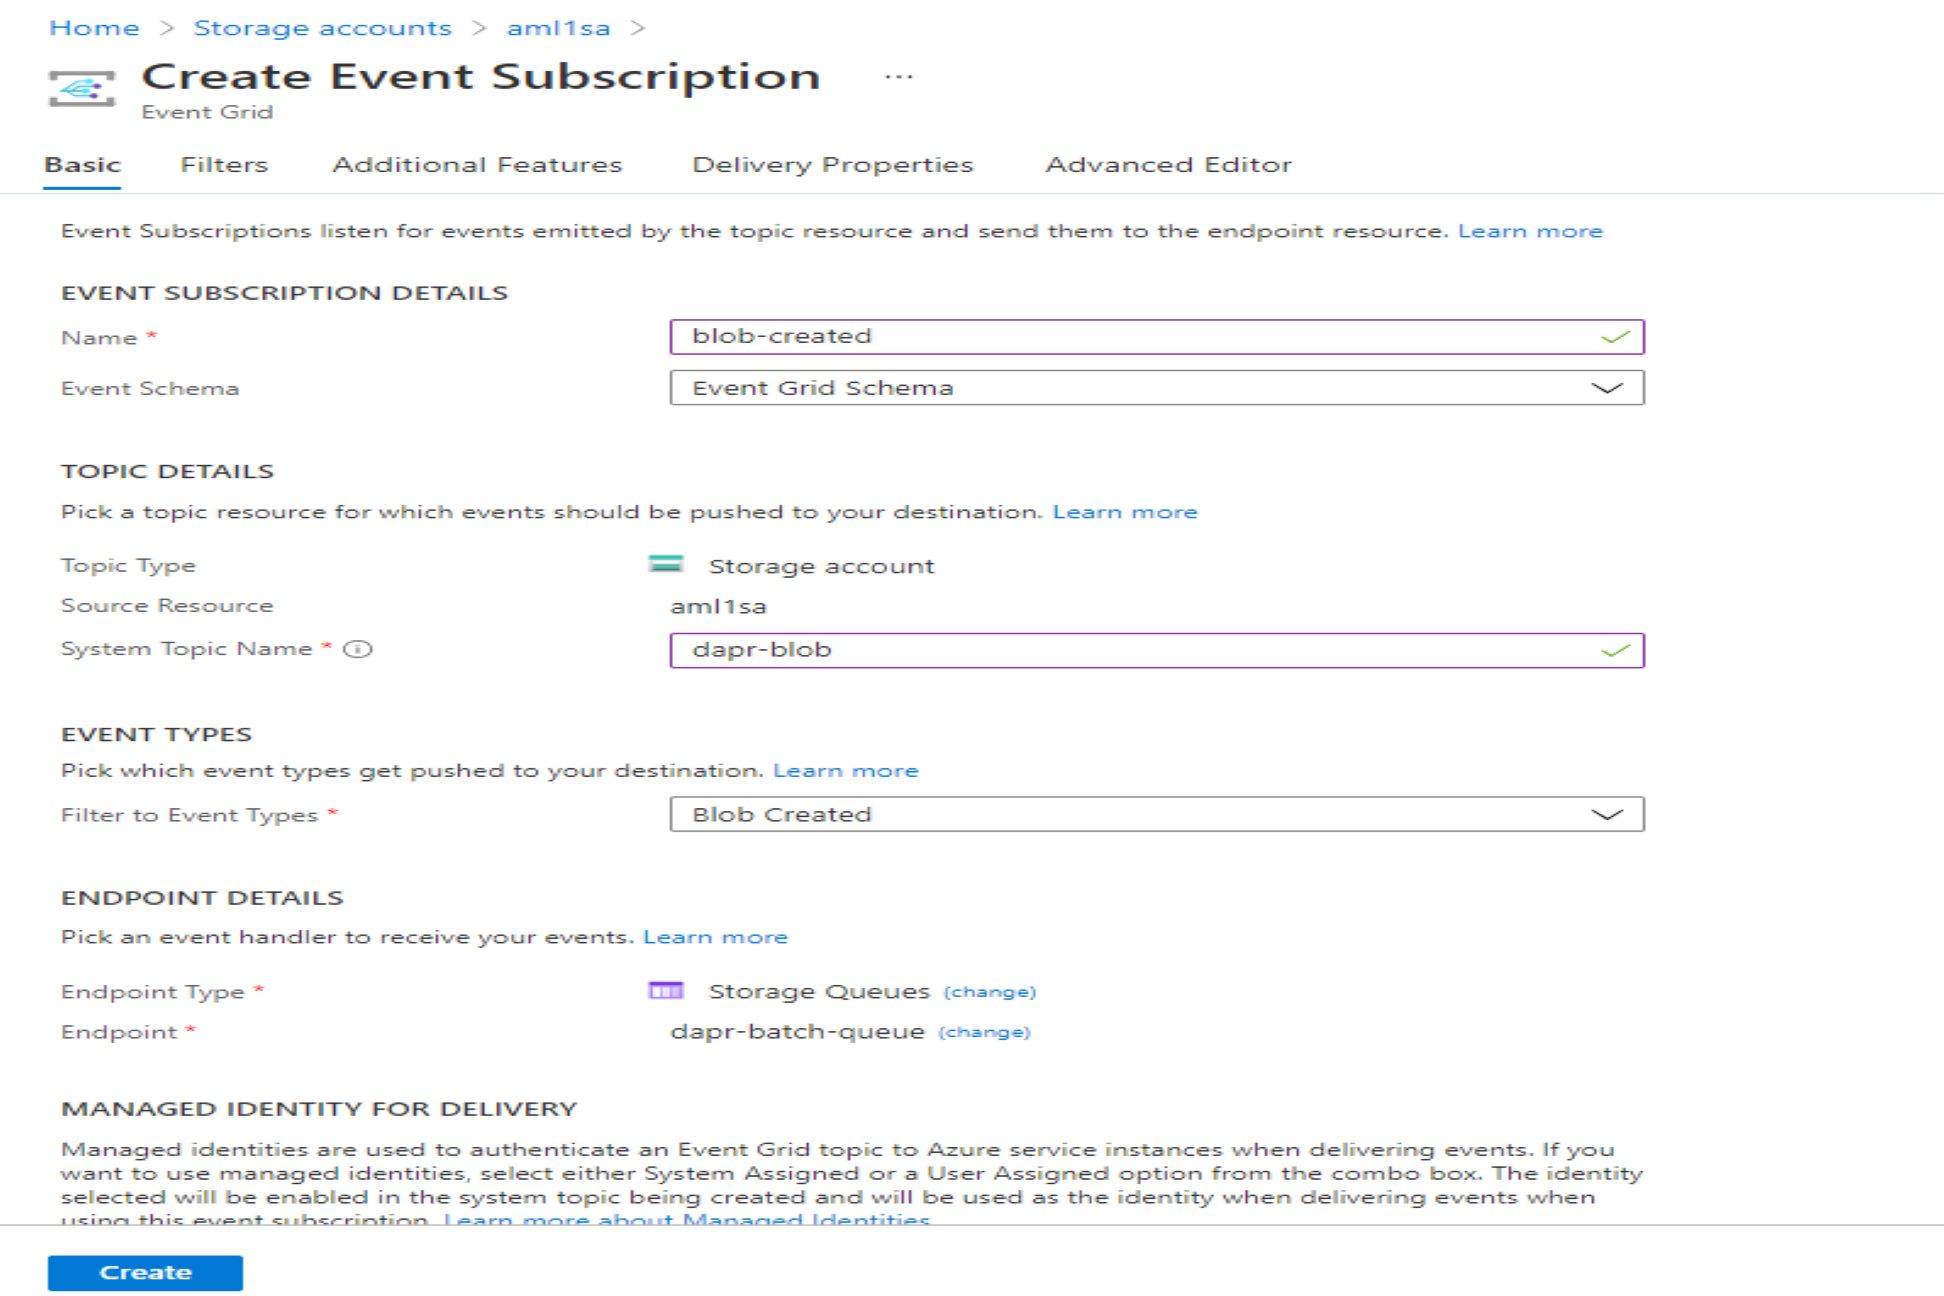 Home > Storage accounts > aml1sa >
Create Event Subscription ...
Event Grid
Basic Filters Additional Features Delivery Properties Advanced Editor
Event Subscriptions listen for events emitted by the topic resource and send them to the endpoint resource. Learn more
EVENT SUBSCRIPTION DETAILS
Name * blob-created
Event Schema Event Grid Schema
TOPIC DETAILS
Pick a topic resource for which events should be pushed to your destination. Learn more
Topic Type Storage account
Source Resource aml1sa
System Topic Name * dapr-blob
EVENT TYPES
Pick which event types get pushed to your destination. Learn more
Filter to Event Types * Blob Created
ENDPOINT DETAILS
Pick an event handler to receive your events. Learn more
Endpoint Type * Storage Queues (change)
Endpoint * dapr-batch-queue (change)
MANAGED IDENTITY FOR DELIVERY
Managed identities are used to authenticate an Event Grid topic to Azure service instances when delivering events. If you
want to use managed identities, select either System Assigned or a User Assigned option from the combo box. The identity
selected will be enabled in the system topic being created and will be used as the identity when delivering events when
using this event subscription. Learn more about Managed Identities
Create